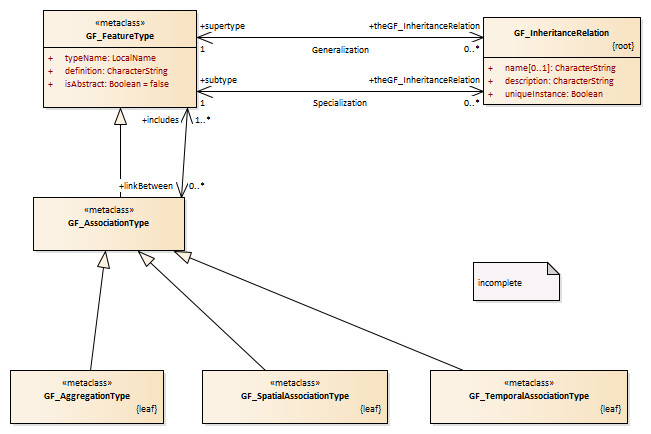 «metaclass»
GF_FeatureType
+ typeName: LocalName
+ definition: CharacterString
+ isAbstract: Boolean = false
+supertype
+theGF_InheritanceRelation
1
Generalization
0..*
+subtype
+theGF_InheritanceRelation
1
Specialization
0..*
GF_InheritanceRelation
{root}
+ name[0..1]: CharacterString
+ description: CharacterString
+ uniqueInstance: Boolean
+includes
1..*
+linkBetween
0..*
«metaclass»
GF_AssociationType
incomplete
«metaclass»
GF_AggregationType
{leaf}
«metaclass»
GF_SpatialAssociationType
{leaf}
«metaclass»
GF_TemporalAssociationType
{leaf}